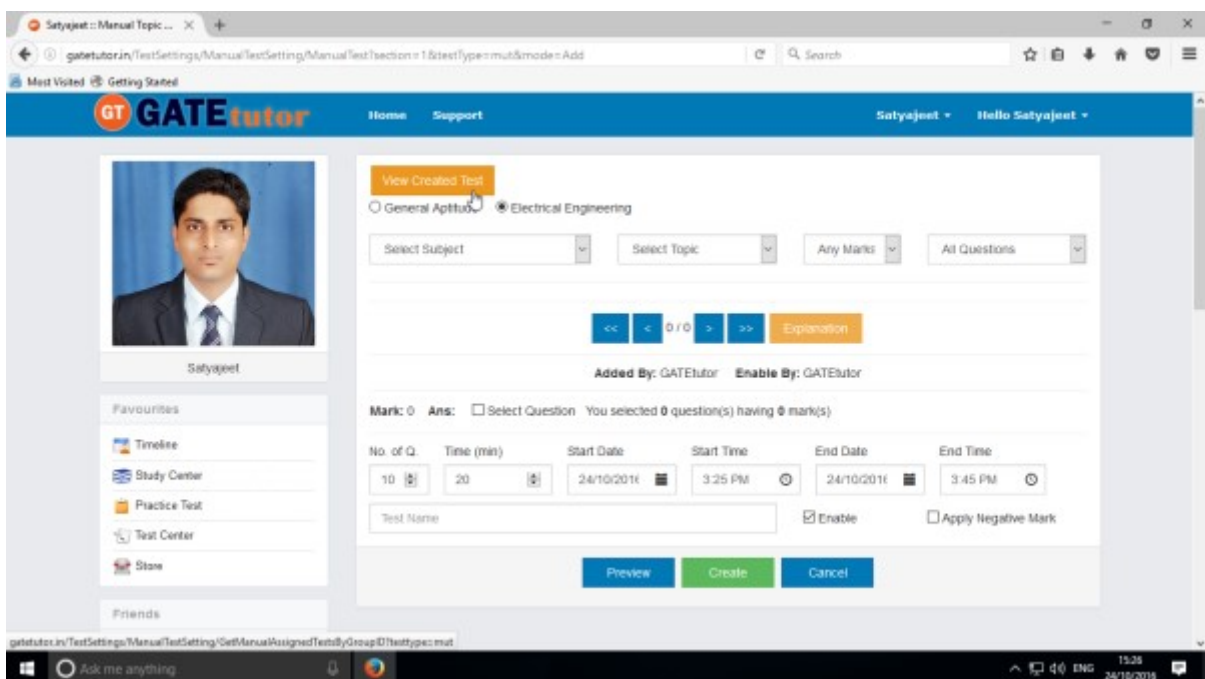 Satyajeet :: Manual Topic ...
gatetutor.in/TestSettings/ManualTestSetting/ManualTest?section=1&testType=mut&mode=Add
Search
Most Visited Getting Started
GT GATEtutor Home Support Satyajeet Hello Satyajeet
View Created Test
General Aptitud Electrical Engineering
Select Subject Select Topic Any Marks All Questions
<< < 0 / 0 > >> Explanation
Satyajeet
Added By: GATEtutor Enable By: GATEtutor
Favourites
Mark: 0 Ans: Select Question You selected 0 question(s) having 0 mark(s)
Timeline
No. of Q. Time (min) Start Date Start Time End Date End Time
Study Center
10 20 24/10/201 3:25 PM 24/10/201 3:45 PM
Practice Test
Test Name Enable Apply Negative Mark
Test Center
Store
Preview Create Cancel
Friends
gatetutor.in/TestSettings/ManualTestSetting/GetManualAssignedTestsByGroupID?testtype=mut
Ask me anything ENG 15:26
24/10/2016